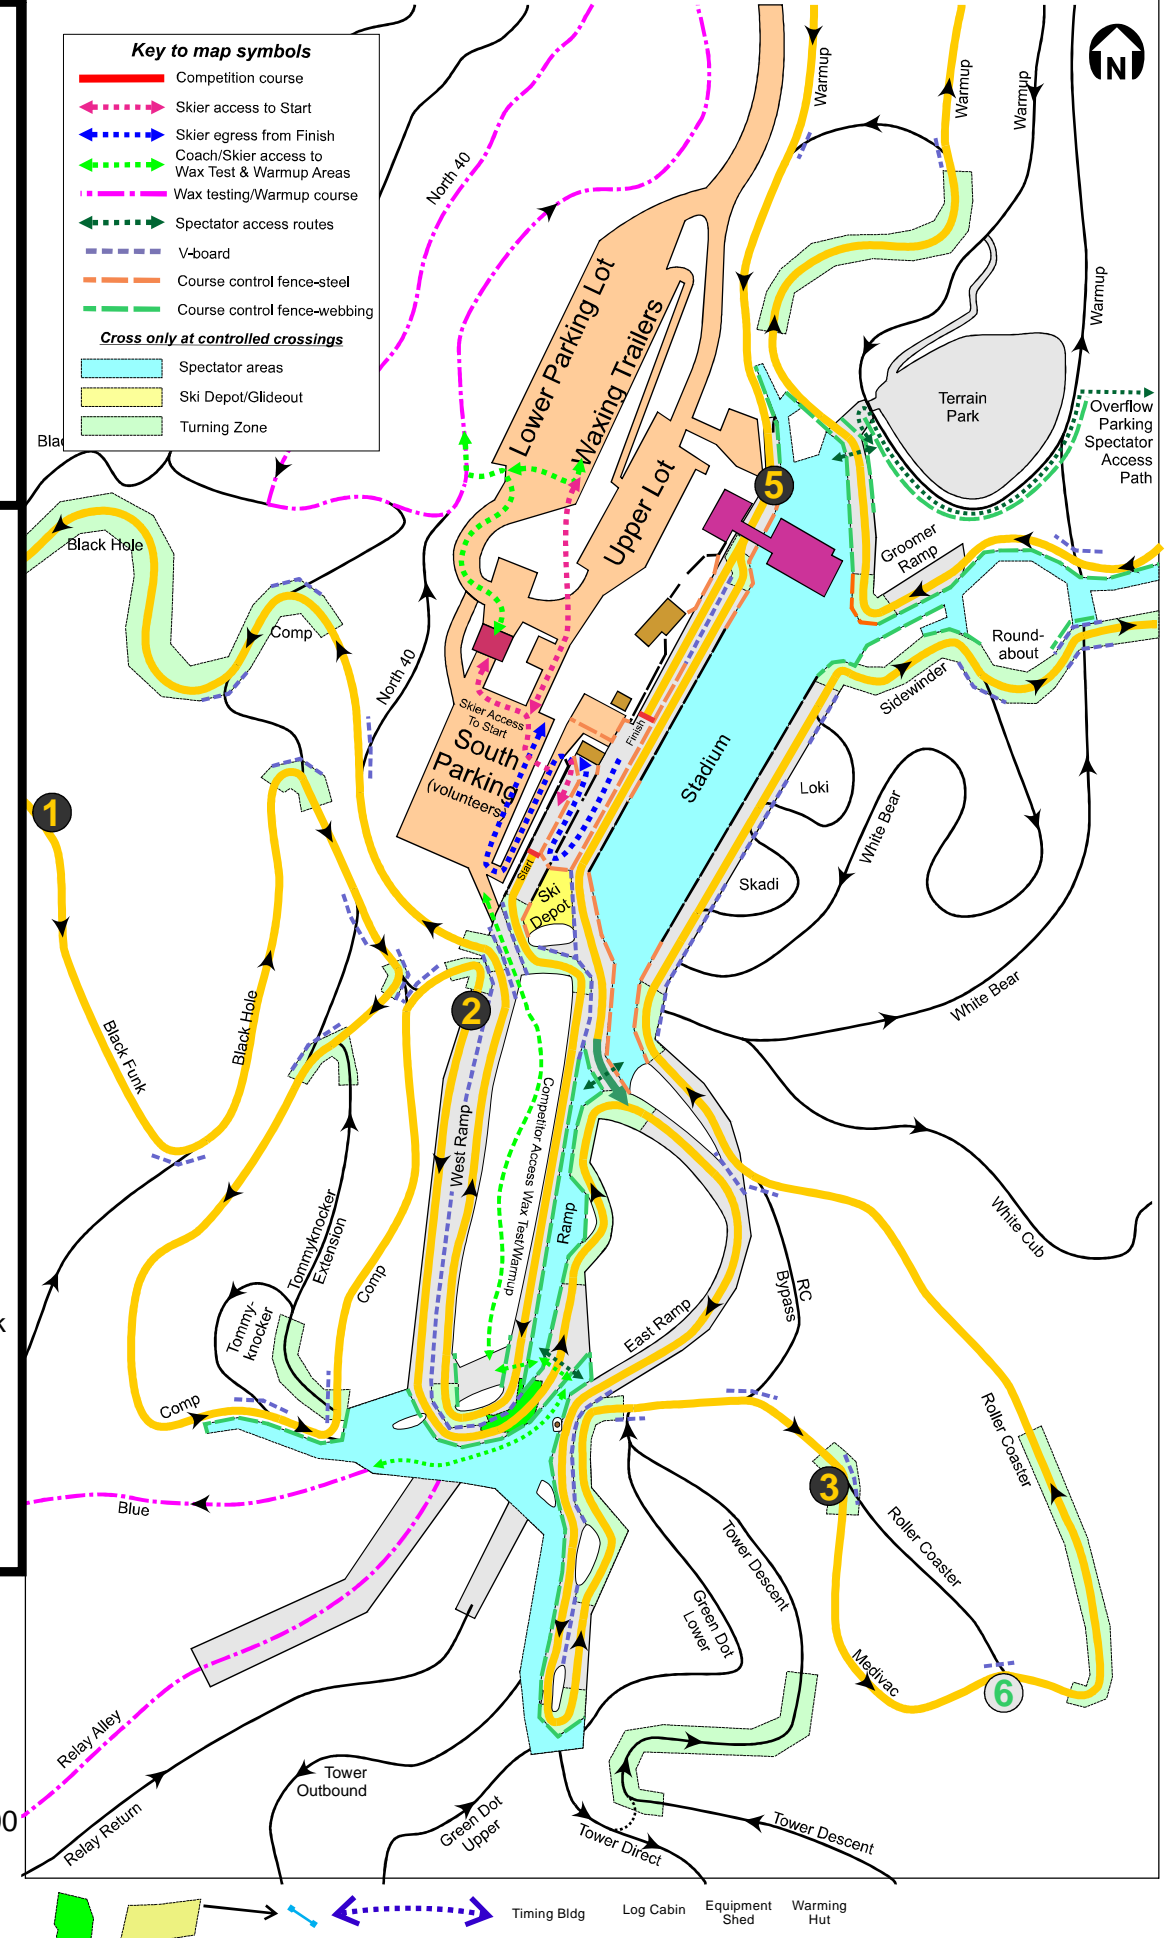 Key to map symbols
Competition course
Skier access to Start
Skier egress from Finish
Coach/Skier access to
Wax Test & Warmup Areas
Wax testing/Warmup course
Spectator access routes
V-board
Course control fence-steel
Course control fence-webbing
Cross only at controlled crossings
Spectator areas
Ski Depot/Glideout
Turning Zone
N
Warmup
Warmup
Warmup
Warmup
North 40
Lower Parking Lot
Waxing Trailers
Upper Lot
Terrain
Park
Overflow
Parking
Spectator
Access
Path
Blac
5
Black Hole
Groomer
Ramp
Comp
Round-
about
North 40
Sidewinder
Skier Access
To Start
South
Parking
(volunteers)
Finish
Stadium
Loki
White Bear
Skadi
1
Start
Ski
Depot
2
White Bear
Black Funk
Black Hole
West Ramp
Competitor Access Wax Test/Warmup
Ramp
Tommyknocker
Extension
Comp
White Cub
RC
Bypass
East Ramp
Tommy-
knocker
k
Comp
Roller Coaster
3
Roller Coaster
Blue
Tower Descent
Green Dot
Lower
Medivac
6
Relay Alley
Tower
Outbound
00
Relay Return
Green Dot
Upper
Tower Direct
Tower Descent
Timing Bldg
Log Cabin
Equipment
Shed
Warming
Hut